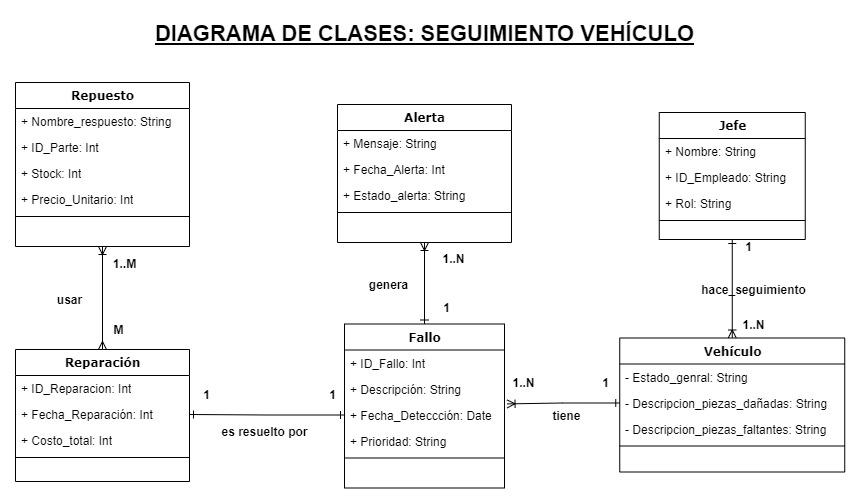 DIAGRAMA DE CLASES: SEGUIMIENTO VEHÍCULO
Repuesto
+ Nombre_respuesto: String
+ ID_Parte: Int
+ Stock: Int
+ Precio_Unitario: Int
Alerta
+ Mensaje: String
+ Fecha_Alerta: Int
+ Estado_alerta: String
Jefe
+ Nombre: String
+ ID_Empleado: String
+ Rol: String
1..M
usar
M
1..N
genera
1
1
hace_seguimiento
1..N
Reparación
+ ID_Reparacion: Int
+ Fecha_Reparación: Int
+ Costo_total: Int
1
1
es resuelto por
Fallo
+ ID_Fallo: Int
+ Descripción: String
+ Fecha_Deteccción: Date
+ Prioridad: String
1..N
1
tiene
Vehículo
- Estado_genral: String
- Descripcion_piezas_dañadas: String
- Descripcion_piezas_faltantes: String